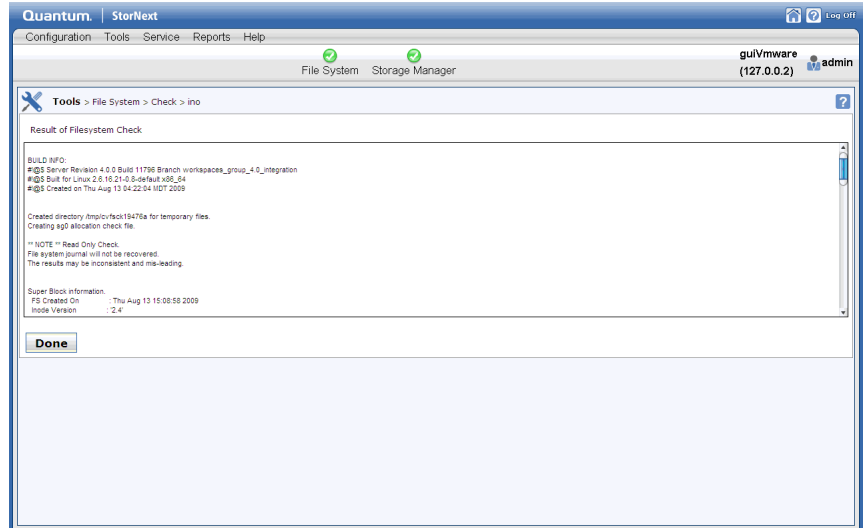 Quantum. StorNext
Log Off
Configuration Tools Service Reports Help
File System Storage Manager
guiVmware
(127.0.0.2)
admin
Tools > File System > Check > ino
Result of Filesystem Check
BUILD INFO:
#!@$ Server Revision 4.0.0 Build 11796 Branch workspaces_group_4.0_integration
#!@$ Built for Linux 2.6.16.21-0.8-default x86_64
#!@$ Created on Thu Aug 13 04:22:04 MDT 2009
Created directory /tmp/cvfsck19476a for temporary files.
Creating sg0 allocation check file.
** NOTE ** Read Only Check.
File system journal will not be recovered.
The results may be inconsistent and mis-leading.
Super Block information.
FS Created On : Thu Aug 13 15:08:58 2009
Inode Version : '2.4'
Done